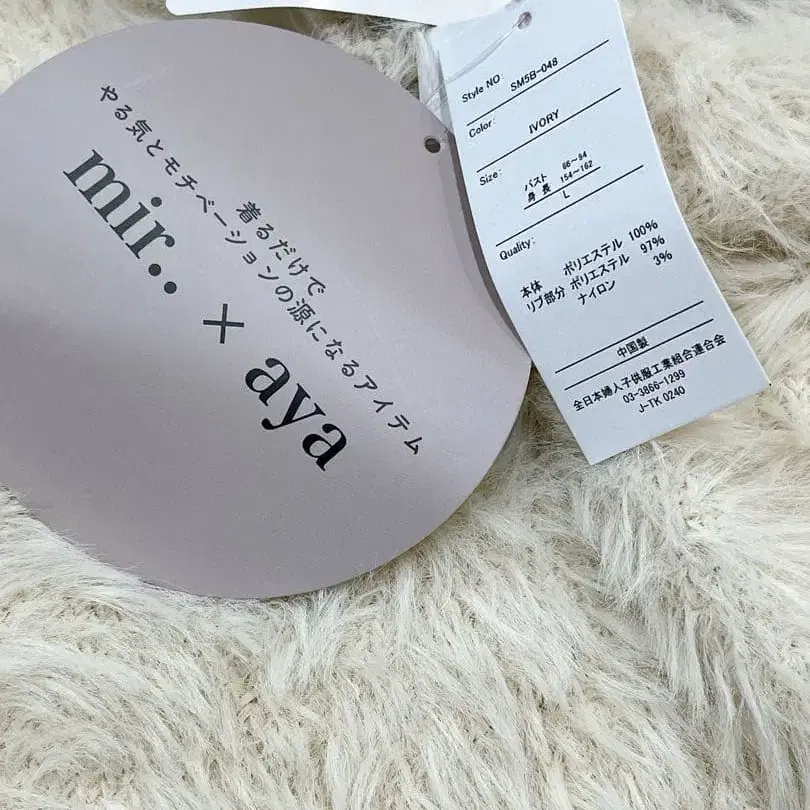 着るだけで
やる気とモチベーションの源になるアイテム
mir.. × aya
Style NO
SM5B-048
Color:
IVORY
Size:
バスト 86~94
身長 154~162
L
Quality:
本体 ポリエステル 100%
リブ部分 ポリエステル 97%
ナイロン 3%
中国製
全日本婦人子供服工業組合連合会
03-3866-1299
J-TK 0240